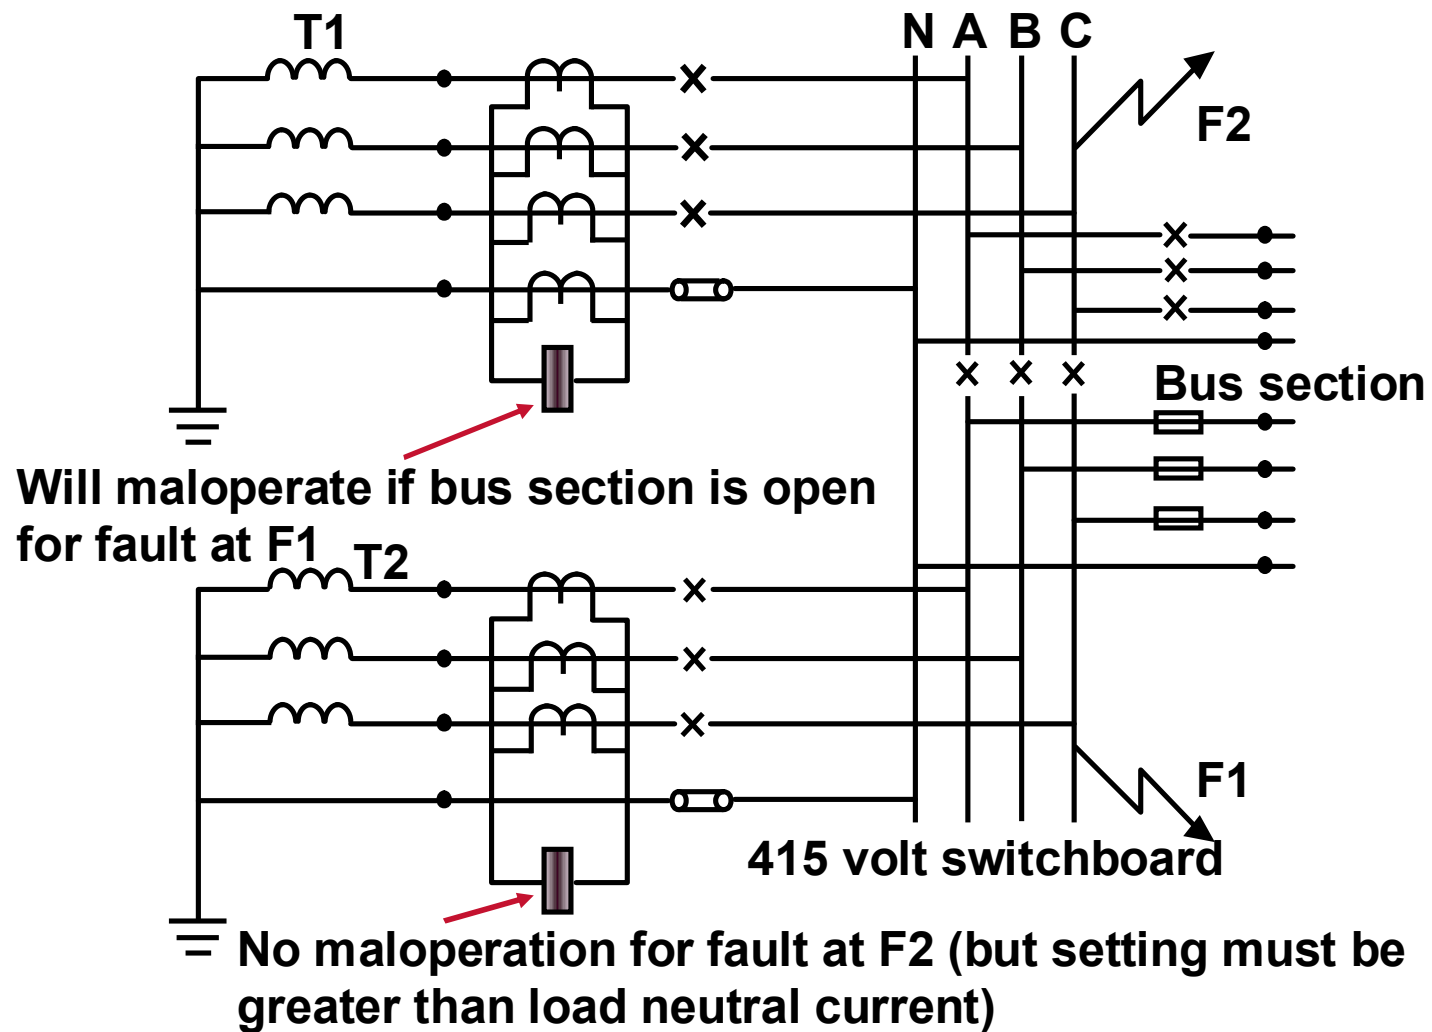 T1
N A B C
F2
Bus section
Will maloperate if bus section is open
for fault at F1
T2
F1
415 volt switchboard
No maloperation for fault at F2 (but setting must be
greater than load neutral current)